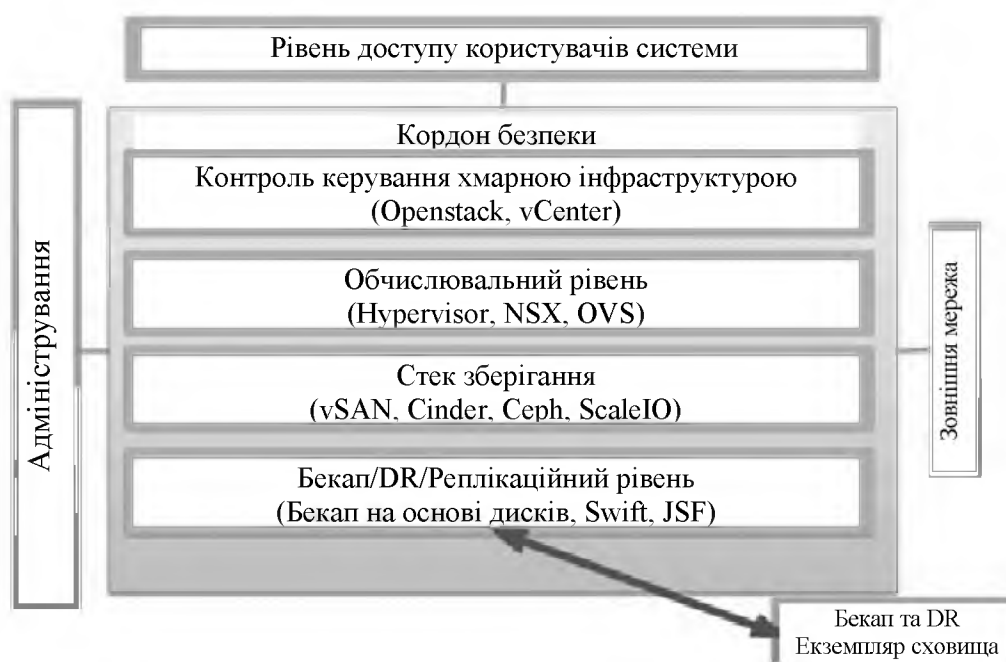 Рівень доступу користувачів системи
Адміністрування
Кордон безпеки
Контроль керування хмарною інфраструктурою
(Openstack, vCenter)
Обчислювальний рівень
(Hypervisor, NSX, OVS)
Стек зберігання
(vSAN, Cinder, Ceph, ScaleIO)
Бекап/DR/Реплікаційний рівень
(Бекап на основі дисків, Swift, JSF)
Зовнішня мережа
Бекап та DR
Екземпляр сховища